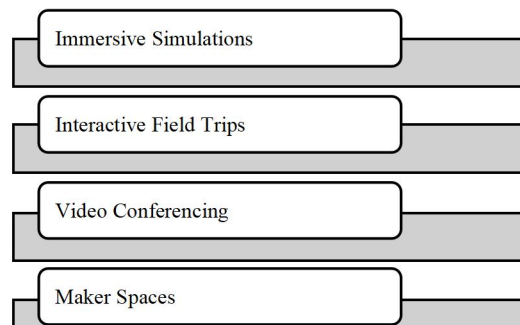 Immersive Simulations
Interactive Field Trips
Video Conferencing
Maker Spaces